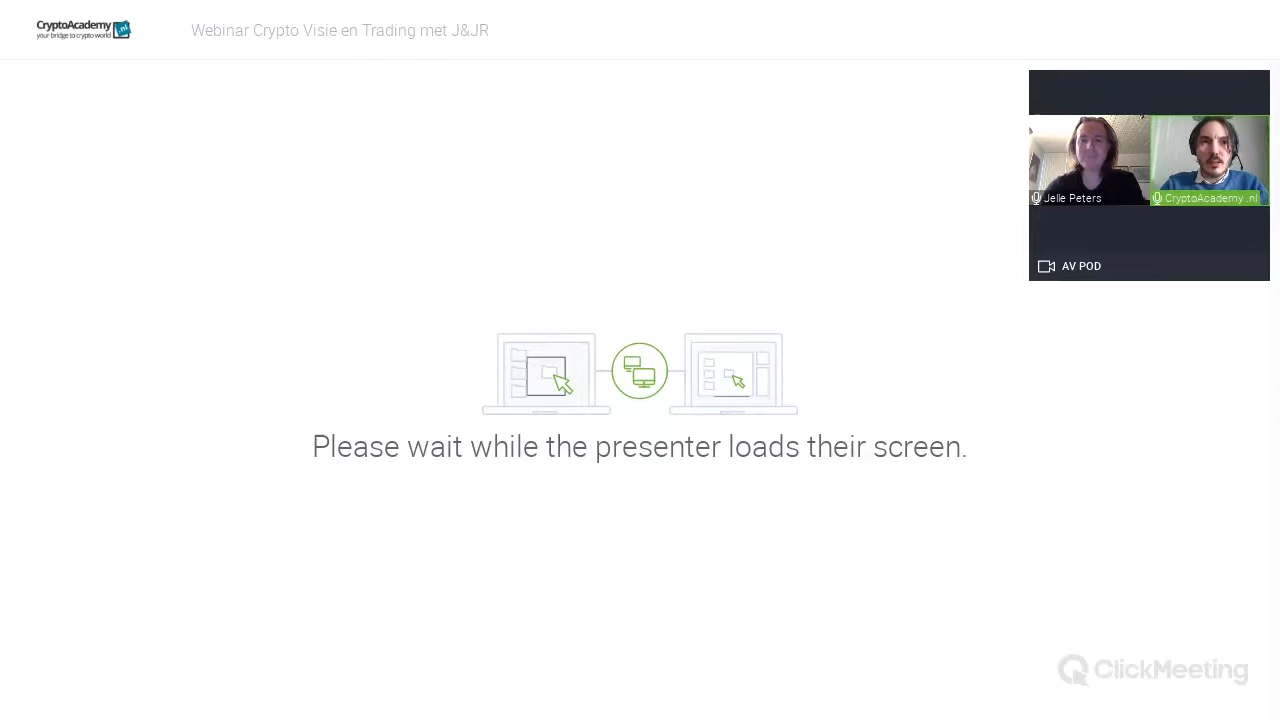 CryptoAcademy .nl
your bridge to crypto world
Webinar Crypto Visie en Trading met J&JR
Jelle Peters
CryptoAcademy .nl
AV POD
Please wait while the presenter loads their screen.
ClickMeeting